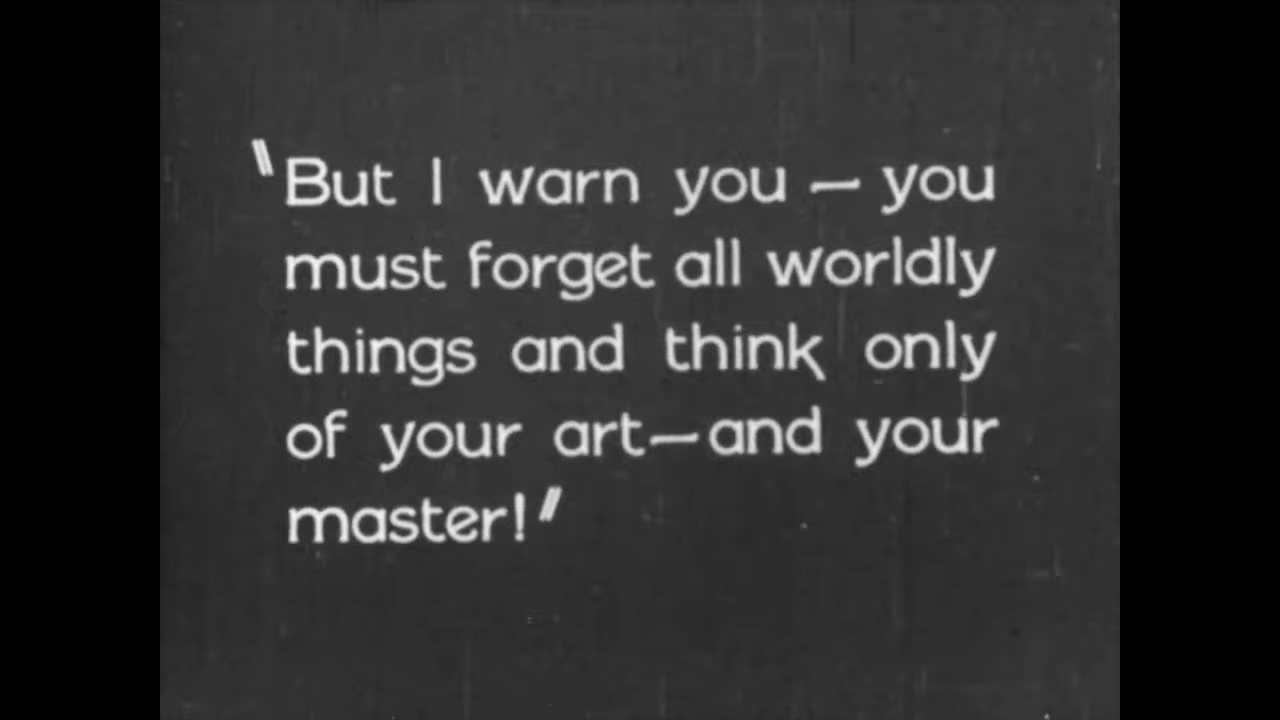 "But I warn you — you
must forget all worldly
things and think only
of your art—and your
master!"